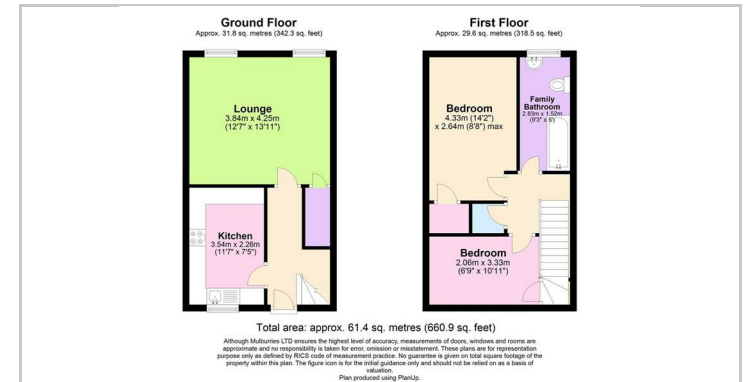 Ground Floor
Approx. 31.8 sq. metres (342.3 sq. feet)
Lounge
3.84m x 4.25m
(12'7" x 13'11")
Kitchen
3.54m x 2.26m
(11'7" x 7'5")
First Floor
Approx. 29.6 sq. metres (318.5 sq. feet)
Bedroom
4.33m (14'2")
x 2.64m (8'8") max
Family
Bathroom
2.83m x 1.52m
(9'3" x 5')
Bedroom
2.06m x 3.33m
(6'9" x 10'11")
Total area: approx. 61.4 sq. metres (660.9 sq. feet)
Although Mulburries LTD ensures the highest level of accuracy, measurements of doors, windows and rooms are
approximate and no responsibility is taken for error, omission or misstatement. These plans are for representation
purpose only as defined by RICS code of measurement practice. No guarantee is given on total square footage of the
property within this plan. The figure icon is for the initial guidance only and should not be relied on as a basis of
valuation.
Plan produced using PlanUp.